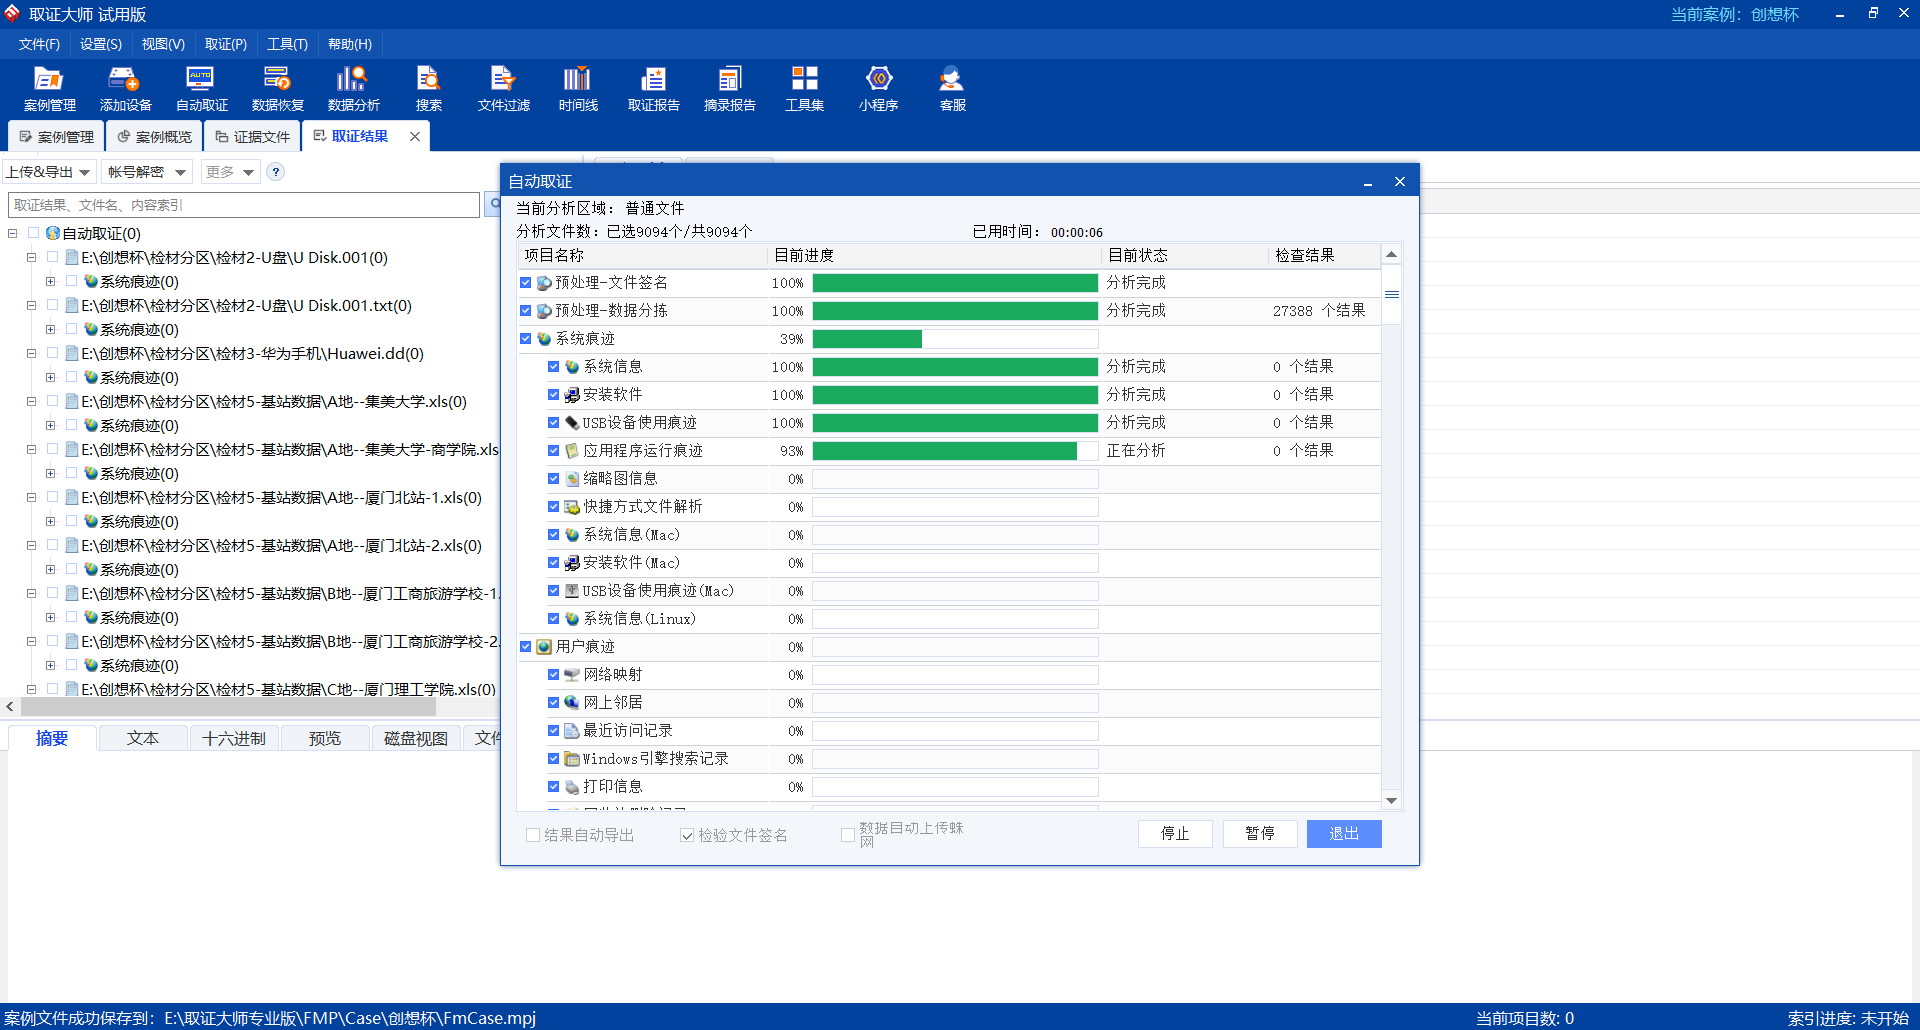 取证大师 试用版
当前案例：创想杯
文件(F) 设置(S) 视图(V) 取证(P) 工具(T) 帮助(H)
案例管理 添加设备 自动取证 数据恢复 数据分析 搜索 文件过滤 时间线 取证报告 摘录报告 工具集 小程序 客服
案例管理 案例概览 证据文件 取证结果
上传&导出 帐号解密 更多 ?
取证结果、文件名、内容索引
自动取证(0)
E:\创想杯\检材分区\检材2-U盘\U Disk.001(0)
系统痕迹(0)
E:\创想杯\检材分区\检材2-U盘\U Disk.001.txt(0)
系统痕迹(0)
E:\创想杯\检材分区\检材3-华为手机\Huawei.dd(0)
系统痕迹(0)
E:\创想杯\检材分区\检材5-基站数据\A地--集美大学.xls(0)
系统痕迹(0)
E:\创想杯\检材分区\检材5-基站数据\A地--集美大学-商学院.xls
系统痕迹(0)
E:\创想杯\检材分区\检材5-基站数据\A地--厦门北站-1.xls(0)
系统痕迹(0)
E:\创想杯\检材分区\检材5-基站数据\A地--厦门北站-2.xls(0)
系统痕迹(0)
E:\创想杯\检材分区\检材5-基站数据\B地--厦门工商旅游学校-1.
系统痕迹(0)
E:\创想杯\检材分区\检材5-基站数据\B地--厦门工商旅游学校-2.
系统痕迹(0)
E:\创想杯\检材分区\检材5-基站数据\C地--厦门理工学院.xls(0)
摘要 文本 十六进制 预览 磁盘视图 文件
自动取证
当前分析区域： 普通文件
分析文件数：已选9094个/共9094个
已用时间： 00:00:06
项目名称 目前进度 目前状态 检查结果
预处理-文件签名 100% 分析完成
预处理-数据分拣 100% 分析完成 27388 个结果
系统痕迹 39%
系统信息 100% 分析完成 0 个结果
安装软件 100% 分析完成 0 个结果
USB设备使用痕迹 100% 分析完成 0 个结果
应用程序运行痕迹 93% 正在分析 0 个结果
缩略图信息 0%
快捷方式文件解析 0%
系统信息(Mac) 0%
安装软件(Mac) 0%
USB设备使用痕迹(Mac) 0%
系统信息(Linux) 0%
用户痕迹 0%
网络映射 0%
网上邻居 0%
最近访问记录 0%
Windows引擎搜索记录 0%
打印信息 0%
结果自动导出 检验文件签名 数据自动上传蛛
网
停止 暂停 退出
案例文件成功保存到：E:\取证大师专业版\FMP\Case\创想杯\FmCase.mpj
当前项目数: 0
索引进度: 未开始